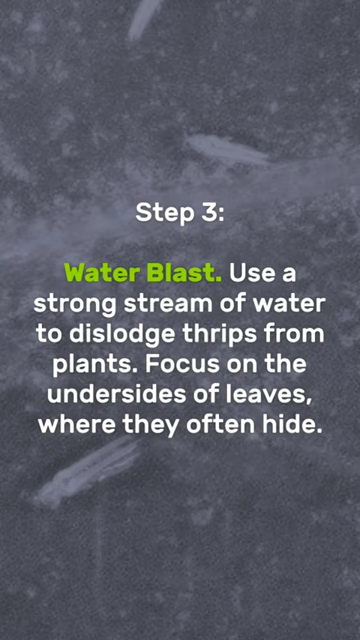 Step 3:
Water Blast. Use a
strong stream of water
to dislodge thrips from
plants. Focus on the
undersides of leaves,
where they often hide.